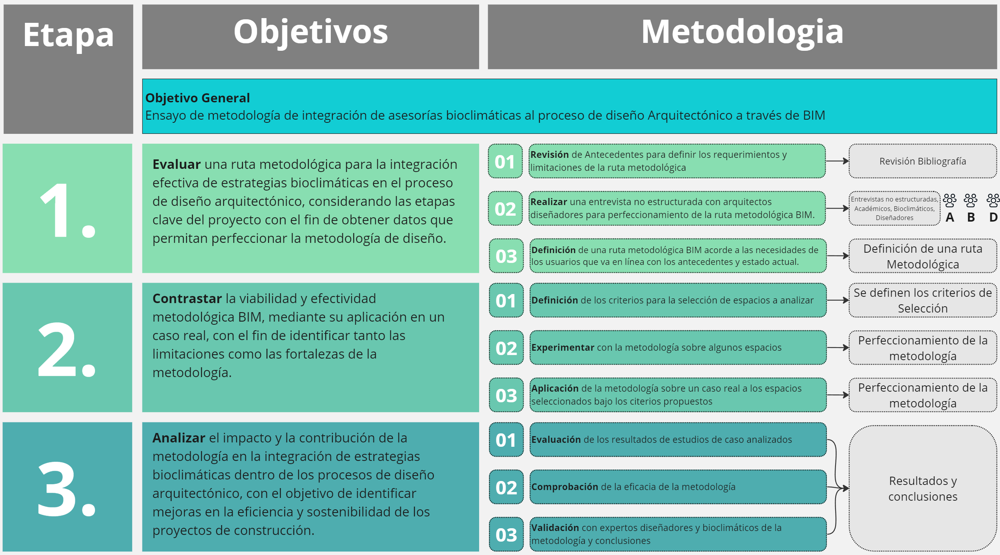 Etapa
Objetivos
Metodologia
Objetivo General
Ensayo de metodología de integración de asesorías bioclimáticas al proceso de diseño Arquitectónico a través de BIM
1.
Evaluar una ruta metodológica para la integración
efectiva de estrategias bioclimáticas en el proceso
de diseño arquitectónico, considerando las etapas
clave del proyecto con el fin de obtener datos que
permitan perfeccionar la metodología de diseño.
01
Revisión de Antecedentes para definir los requerimientos y
limitaciones de la ruta metodológica
Revisión Bibliografía
02
Realizar una entrevista no estructurada con arquitectos
diseñadores para perfeccionamiento de la ruta metodológica BIM.
Entrevistas no estructuradas,
Académicos, Bioclimáticos,
Diseñadores
A B D
03
Definición de una ruta metodológica BIM acorde a las necesidades de
los usuarios que va en línea con los antecedentes y estado actual.
Definición de una ruta
Metodológica
2.
Contrastar la viabilidad y efectividad
metodológica BIM, mediante su aplicación en un
caso real, con el fin de identificar tanto las
limitaciones como las fortalezas de la
metodología.
01
Definición de los criterios para la selección de espacios a analizar
Se definen los criterios de
Selección
02
Experimentar con la metodología sobre algunos espacios
Perfeccionamiento de la
metodología
03
Aplicación de la metodología sobre un caso real a los espacios
seleccionados bajo los citerios propuestos
Perfeccionamiento de la
metodología
3.
Analizar el impacto y la contribución de la
metodología en la integración de estrategias
bioclimáticas dentro de los procesos de diseño
arquitectónico, con el objetivo de identificar
mejoras en la eficiencia y sostenibilidad de los
proyectos de construcción.
01
Evaluación de los resultados de estudios de caso analizados
02
Comprobación de la eficacia de la metodología
03
Validación con expertos diseñadores y bioclimáticos de la
metodología y conclusiones
Resultados y
conclusiones